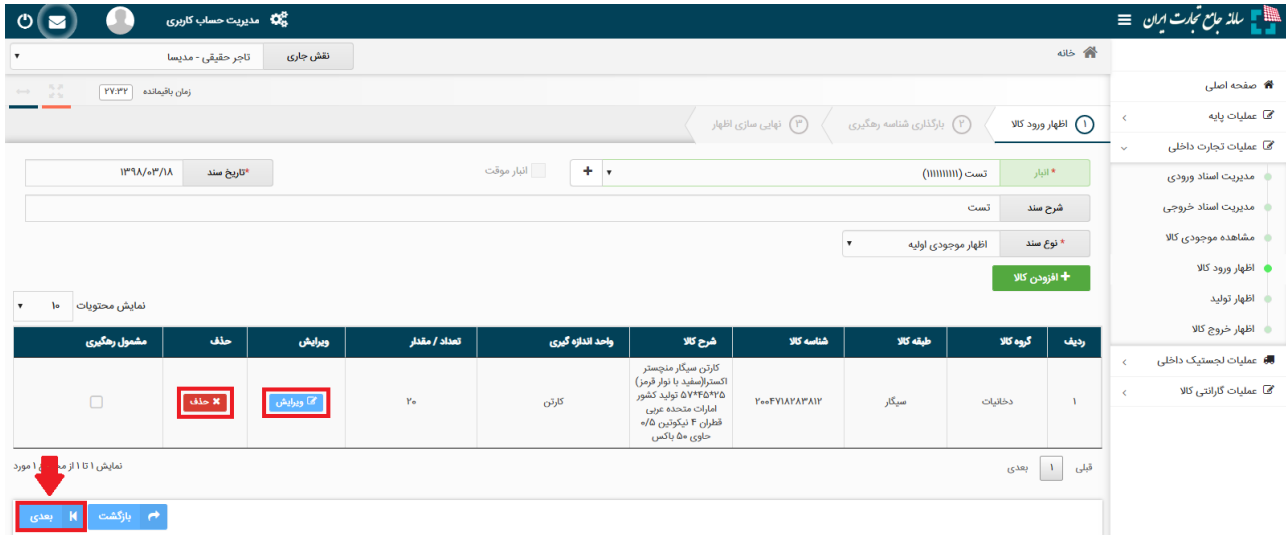 سامانه جامع تجارت ایران
مدیریت حساب کاربری
خانه
نقش جاری
تاجر حقیقی - مدیسا
صفحه اصلی
عملیات پایه
عملیات تجارت داخلی
مدیریت اسناد ورودی
مدیریت اسناد خروجی
مشاهده موجودی کالا
اظهار ورود کالا
اظهار تولید
اظهار خروج کالا
عملیات لجستیک داخلی
عملیات گارانتی کالا
زمان باقیمانده ۲۷:۳۲
۱ اظهار ورود کالا
۲ بارگذاری شناسه رهگیری
۳ نهایی سازی اظهار
* انبار
تست (۱۱۱۱۱۱۱۱۱۱)
+
انبار موقت
*تاریخ سند
۱۳۹۸/۰۳/۱۸
شرح سند
تست
* نوع سند
اظهار موجودی اولیه
+ افزودن کالا
نمایش محتویات ۱۰
ردیف گروه کالا طبقه کالا شناسه کالا شرح کالا واحد اندازه گیری تعداد / مقدار ویرایش حذف مشمول رهگیری
۱ دخانیات سیگار ۲۰۰۴۷۱۸۲۸۳۸۱۲
کارتن سیگار منچستر
اکسترا(سفید با نوار قرمز)
۲۵*۴۵*۵۷ تولید کشور
امارات متحده عربی
قطران ۴ نیکوتین ۰/۵
حاوی ۵۰ باکس
کارتن ۲۰ ویرایش حذف
قبلی ۱ بعدی
نمایش ۱ تا ۱ از ۱ مورد
بازگشت
بعدی